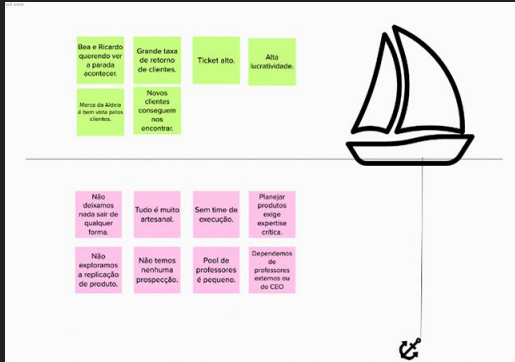 Bea e Ricardo
querendo ver
a parada
acontecer.
Grande taxa
de retorno
de clientes.
Ticket alto.
Alta
lucratividade.
Marca da Aldeia
é bem vista pelos
clientes.
Novos
clientes
conseguem
nos
encontrar.
Não
deixamos
nada sair de
qualquer
forma.
Tudo é muito
artesanal.
Sem time de
execução.
Planejar
produtos
exige
expertise
crítica.
Não
exploramos
a replicação
de produto.
Não temos
nenhuma
prospecção.
Pool de
professores
é pequeno.
Dependemos
de
professores
externos ou
do CEO